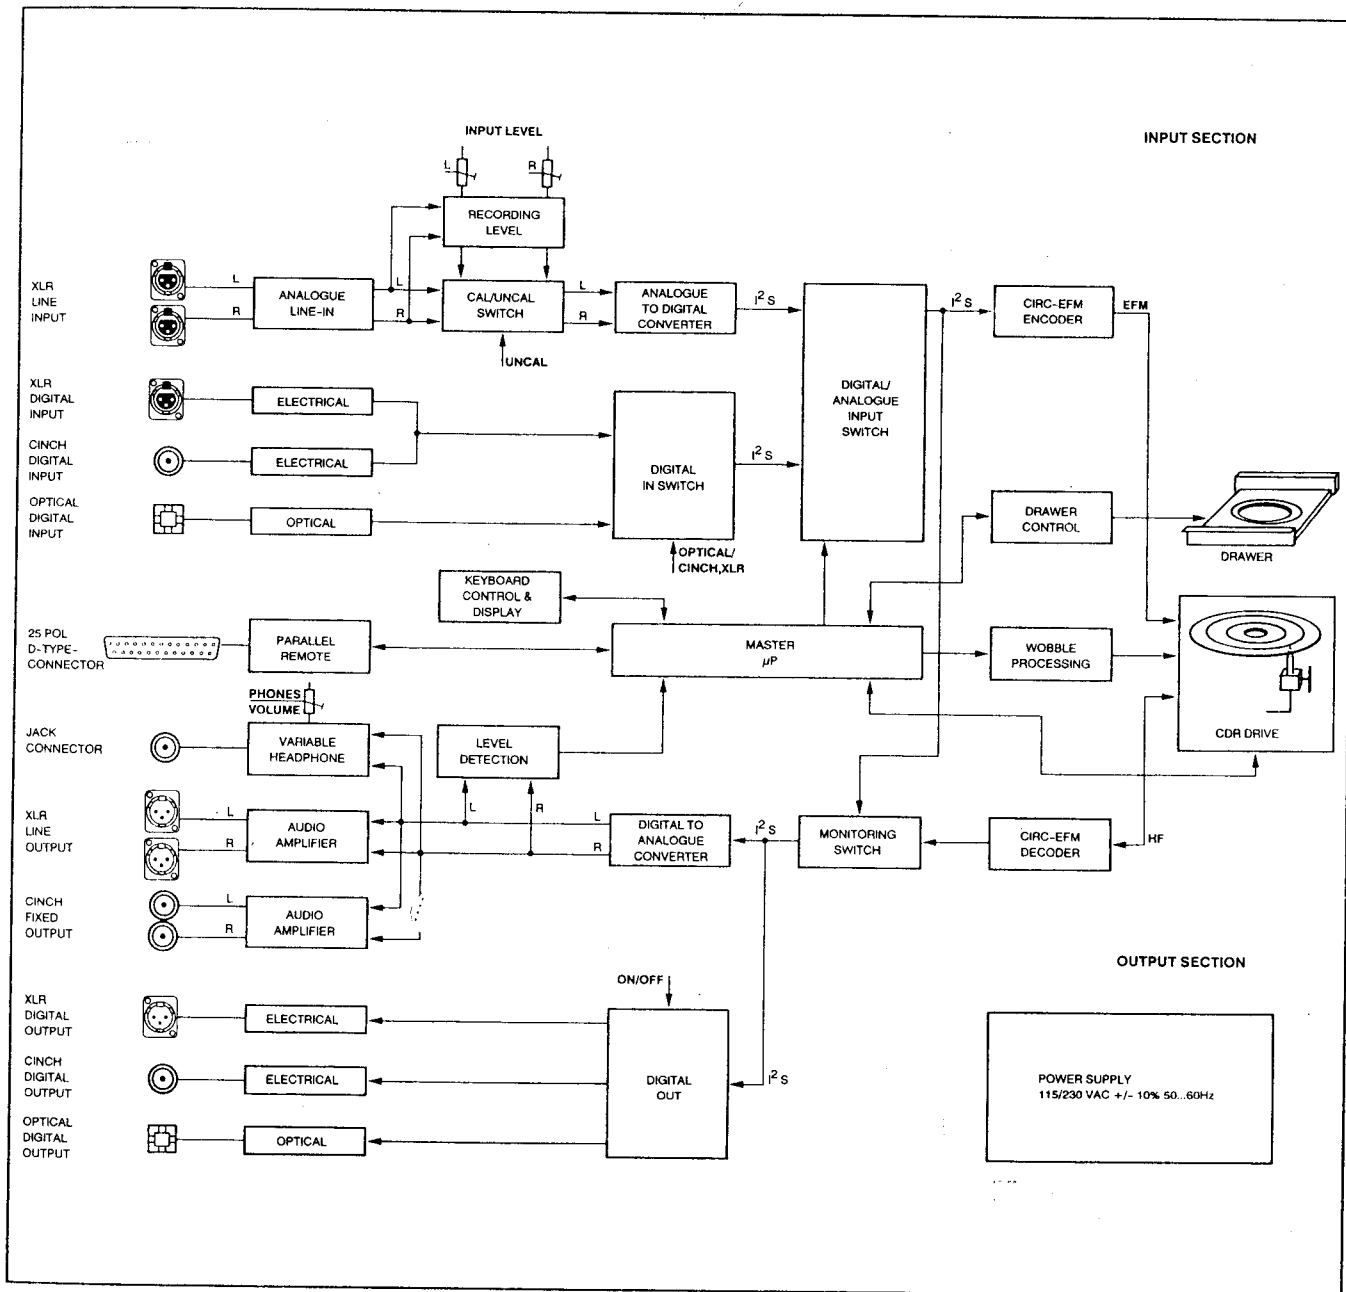 INPUT LEVEL
INPUT SECTION
L
R
RECORDING
LEVEL
XLR
LINE
INPUT
L
R
ANALOGUE
LINE-IN
L
R
CAL/UNCAL
SWITCH
L
R
ANALOGUE
TO DIGITAL
CONVERTER
I²S
I²S
CIRC-EFM
ENCODER
EFM
UNCAL
XLR
DIGITAL
INPUT
ELECTRICAL
DIGITAL/
ANALOGUE
INPUT
SWITCH
CINCH
DIGITAL
INPUT
ELECTRICAL
DIGITAL
IN SWITCH
I²S
OPTICAL
DIGITAL
INPUT
OPTICAL
DRAWER
CONTROL
DRAWER
OPTICAL/
CINCH,XLR
KEYBOARD
CONTROL &
DISPLAY
25 POL
D-TYPE-
CONNECTOR
PARALLEL
REMOTE
MASTER
µP
WOBBLE
PROCESSING
PHONES
VOLUME
JACK
CONNECTOR
VARIABLE
HEADPHONE
LEVEL
DETECTION
CDR DRIVE
L
R
XLR
LINE
OUTPUT
L
R
AUDIO
AMPLIFIER
L
R
DIGITAL TO
ANALOGUE
CONVERTER
I²S
MONITORING
SWITCH
CIRC-EFM
DECODER
HF
CINCH
FIXED
OUTPUT
L
R
AUDIO
AMPLIFIER
OUTPUT SECTION
ON/OFF
XLR
DIGITAL
OUTPUT
ELECTRICAL
CINCH
DIGITAL
OUTPUT
ELECTRICAL
DIGITAL
OUT
I²S
POWER SUPPLY
115/230 VAC +/- 10% 50...60Hz
OPTICAL
DIGITAL
OUTPUT
OPTICAL